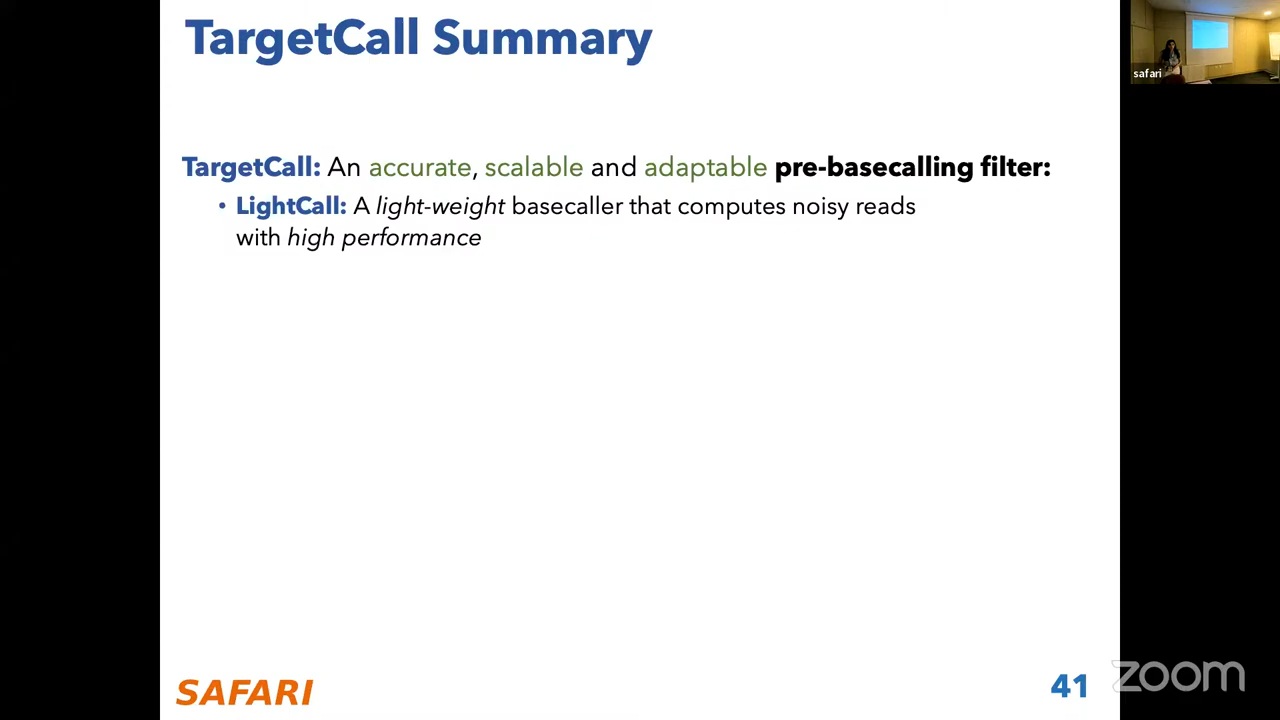 TargetCall Summary
safari
TargetCall: An accurate, scalable and adaptable pre-basecalling filter:
• LightCall: A light-weight basecaller that computes noisy reads
with high performance
SAFARI
41
zoom